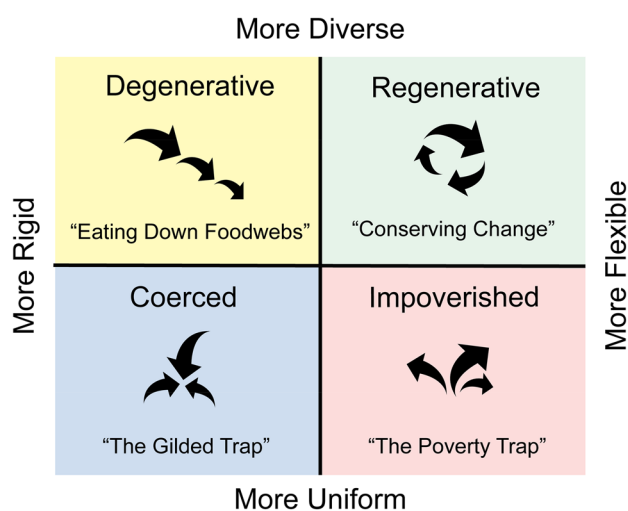 More Diverse
Degenerative
Regenerative
“Eating Down Foodwebs”
“Conserving Change”
More Rigid
More Flexible
Coerced
Impoverished
“The Gilded Trap”
“The Poverty Trap”
More Uniform